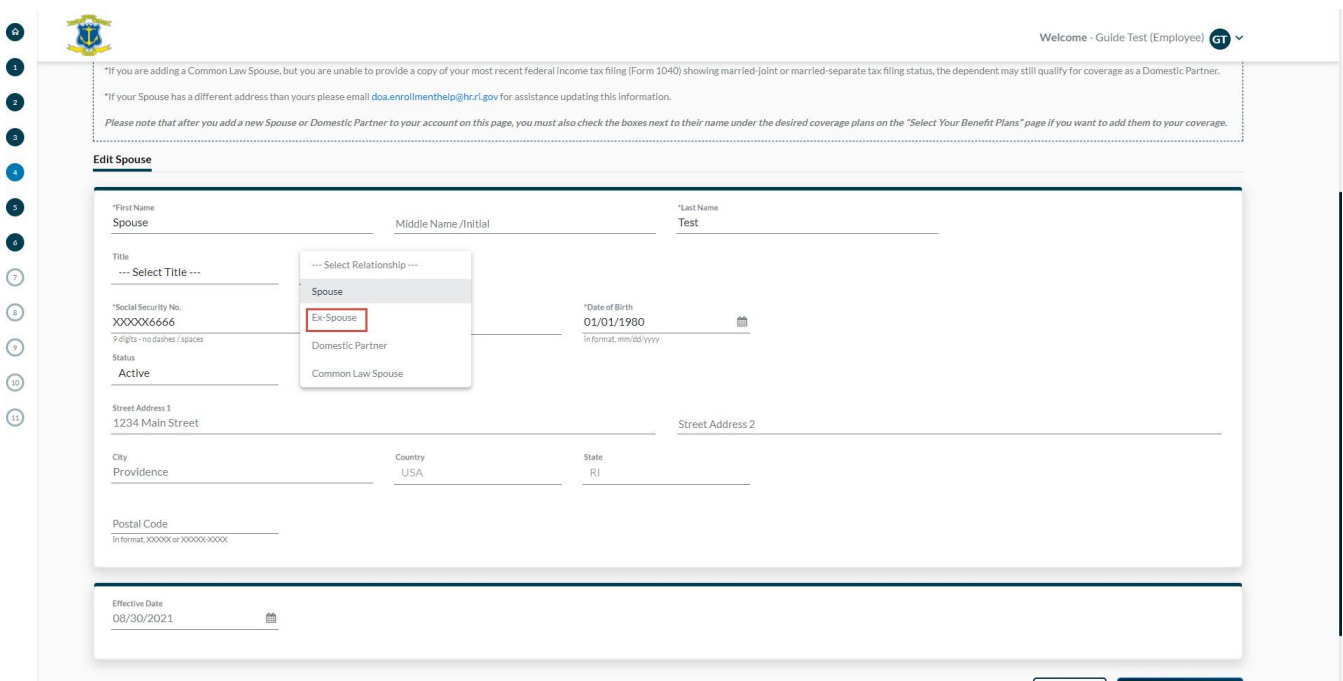 Welcome - Guide Test (Employee) GT
1
2
3
4
5
6
7
8
9
10
11
*If you are adding a Common Law Spouse, but you are unable to provide a copy of your most recent federal income tax filing (Form 1040) showing married-joint or married-separate tax filing status, the dependent may still qualify for coverage as a Domestic Partner.
*If your Spouse has a different address than yours please email doa.enrollmenthelp@hr.ri.gov for assistance updating this information.
Please note that after you add a new Spouse or Domestic Partner to your account on this page, you must also check the boxes next to their name under the desired coverage plans on the "Select Your Benefit Plans" page if you want to add them to your coverage.
Edit Spouse
*First Name
Spouse
Middle Name /Initial
*Last Name
Test
Title
--- Select Title ---
--- Select Relationship ---
Spouse
Ex-Spouse
Domestic Partner
Common Law Spouse
*Social Security No.
XXXXX6666
9 digits - no dashes / spaces
*Date of Birth
01/01/1980
in format, mm/dd/yyyy
Status
Active
Street Address 1
1234 Main Street
Street Address 2
City
Providence
Country
USA
State
RI
Postal Code
in format, XXXXX or XXXXX-XXXX
Effective Date
08/30/2021